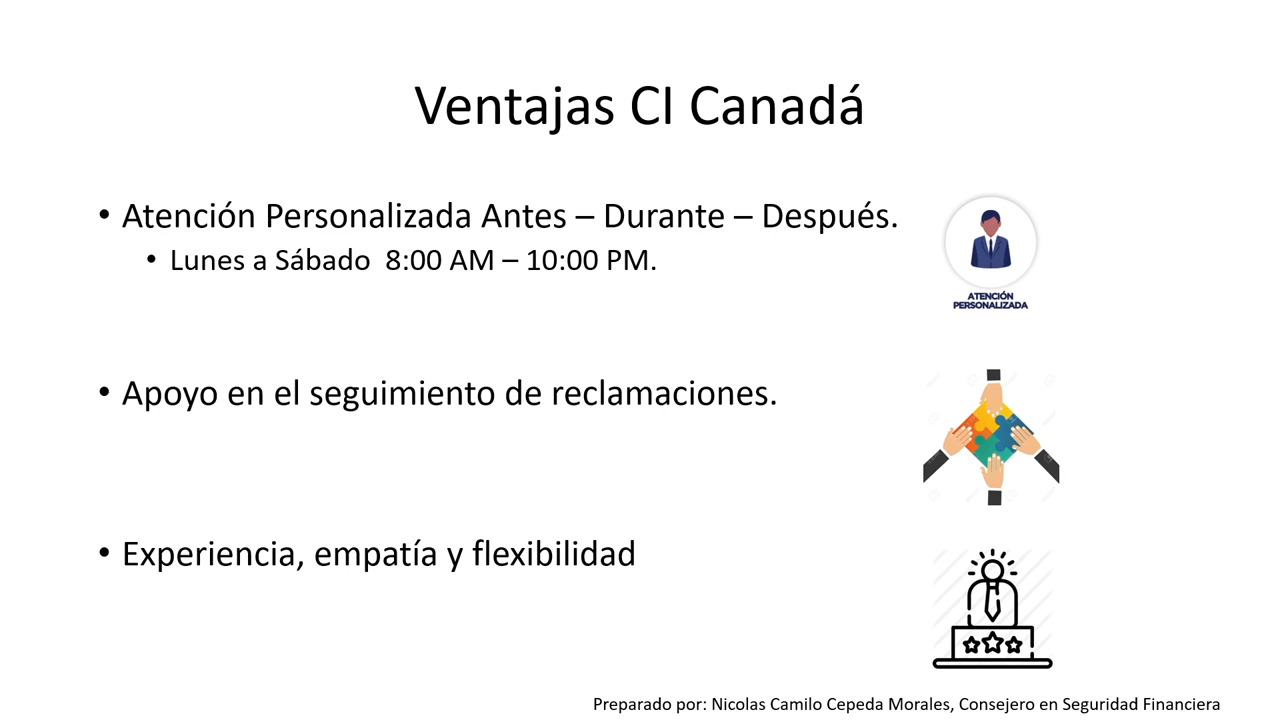 Ventajas CI Canadá
• Atención Personalizada Antes – Durante – Después.
• Lunes a Sábado  8:00 AM – 10:00 PM.
ATENCIÓN
PERSONALIZADA
• Apoyo en el seguimiento de reclamaciones.
• Experiencia, empatía y flexibilidad
Preparado por: Nicolas Camilo Cepeda Morales, Consejero en Seguridad Financiera